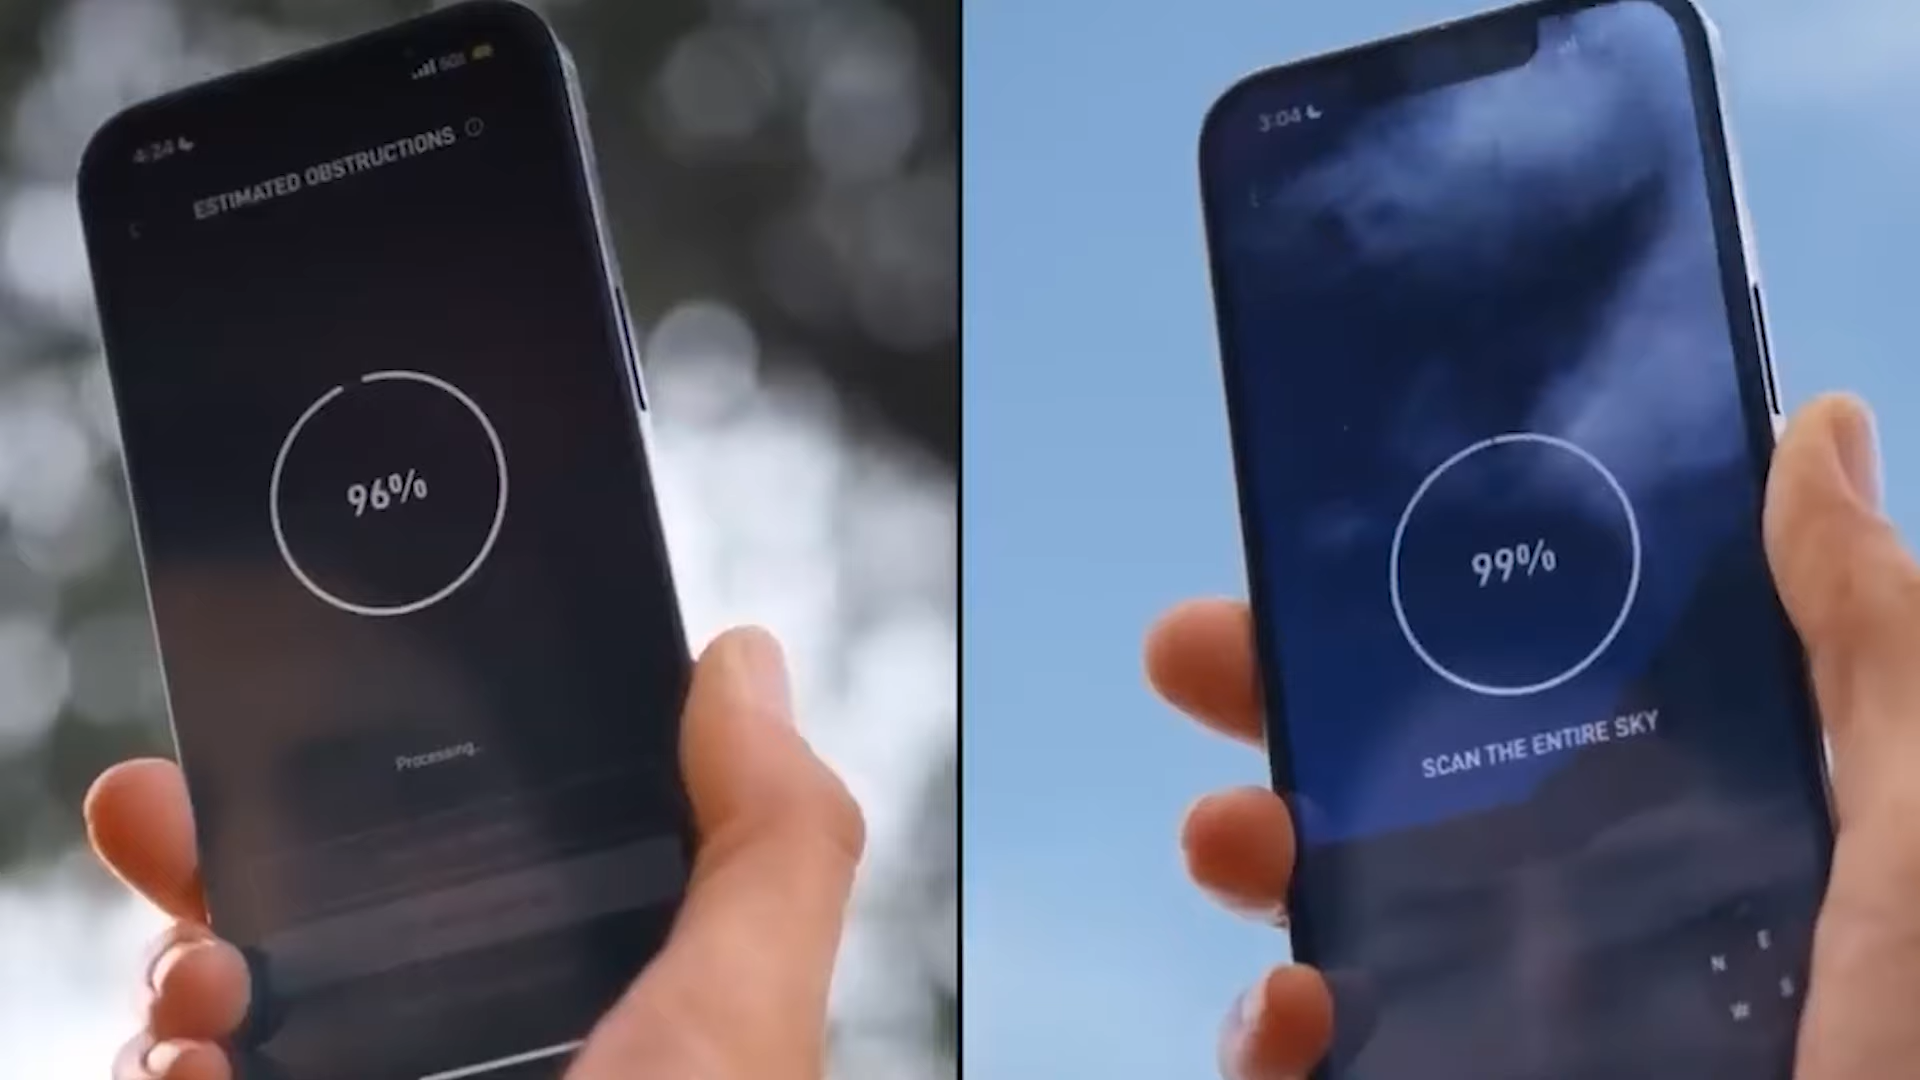 4:24
ESTIMATED OBSTRUCTIONS
96%
Processing...
3:04
99%
SCAN THE ENTIRE SKY
N
E
W
S